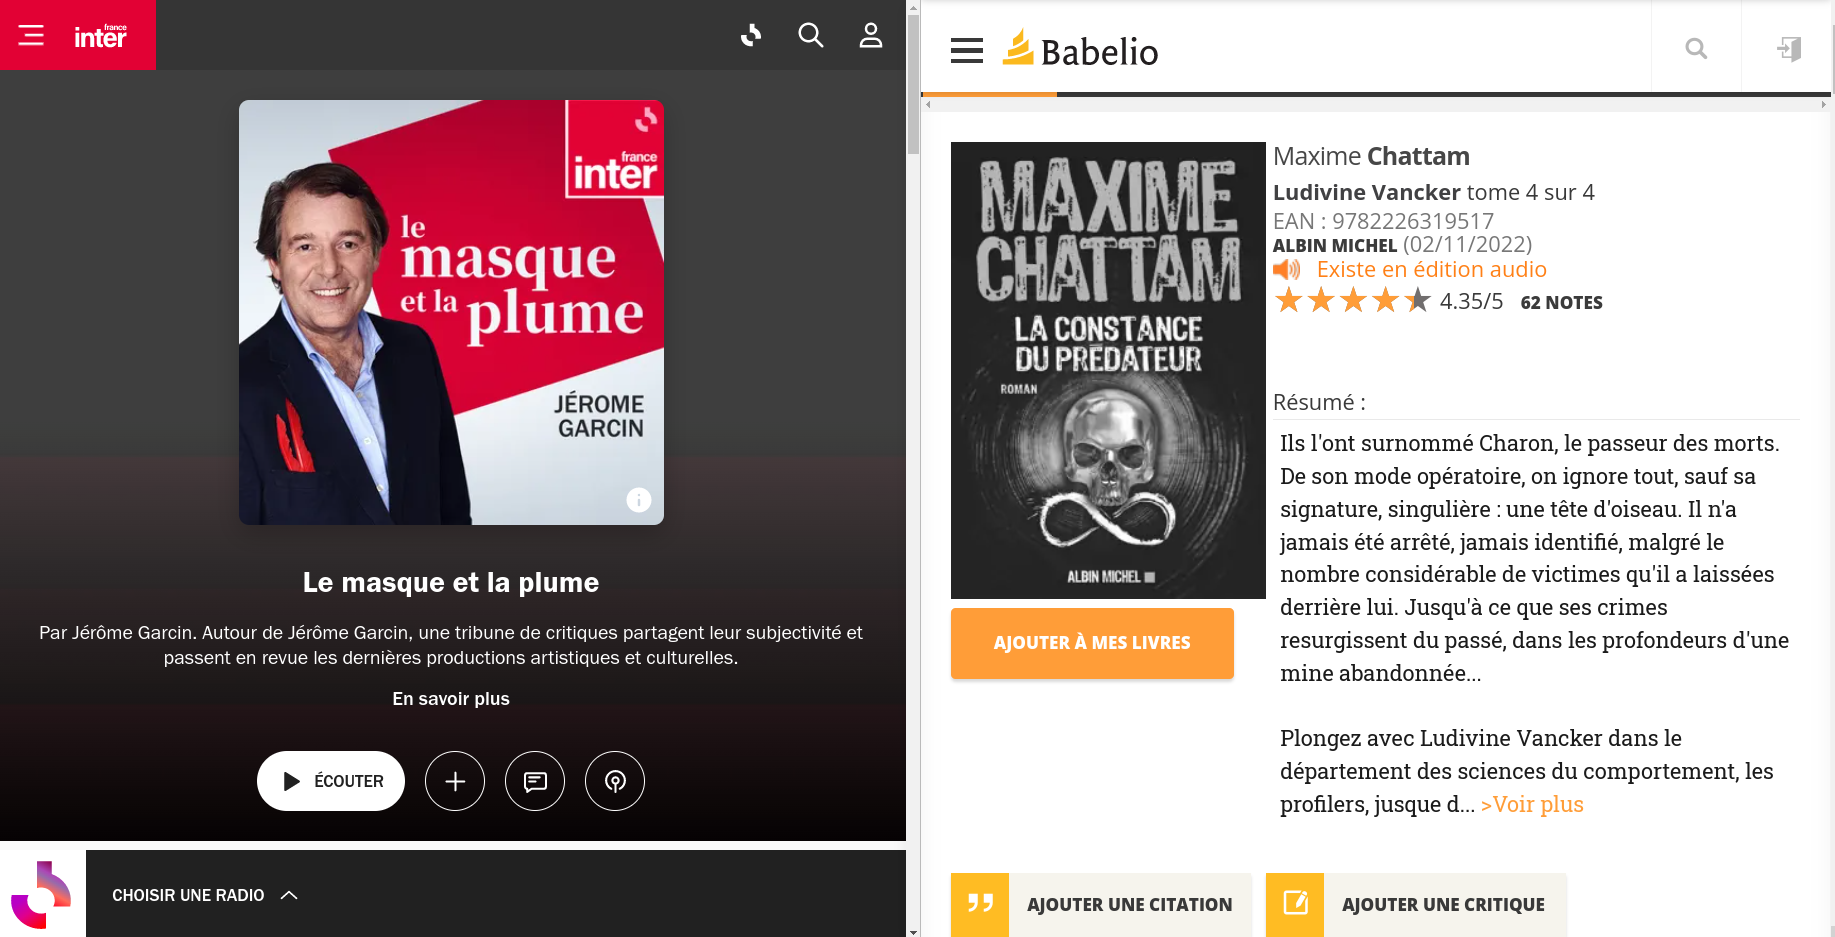 france
inter
france
inter
le
masque
et la plume
JÉROME
GARCIN
Le masque et la plume
Par Jérôme Garcin. Autour de Jérôme Garcin, une tribune de critiques partagent leur subjectivité et
passent en revue les dernières productions artistiques et culturelles.
En savoir plus
ÉCOUTER
CHOISIR UNE RADIO
Babelio
MAXIME
CHATTAM
LA CONSTANCE
DU PRÉDATEUR
ROMAN
ALBIN MICHEL
AJOUTER À MES LIVRES
Maxime Chattam
Ludivine Vancker tome 4 sur 4
EAN : 9782226319517
ALBIN MICHEL (02/11/2022)
Existe en édition audio
4.35/5 62 NOTES
Résumé :
Ils l'ont surnommé Charon, le passeur des morts.
De son mode opératoire, on ignore tout, sauf sa
signature, singulière : une tête d'oiseau. Il n'a
jamais été arrêté, jamais identifié, malgré le
nombre considérable de victimes qu'il a laissées
derrière lui. Jusqu'à ce que ses crimes
resurgissent du passé, dans les profondeurs d'une
mine abandonnée...
Plongez avec Ludivine Vancker dans le
département des sciences du comportement, les
profilers, jusque d... >Voir plus
AJOUTER UNE CITATION
AJOUTER UNE CRITIQUE